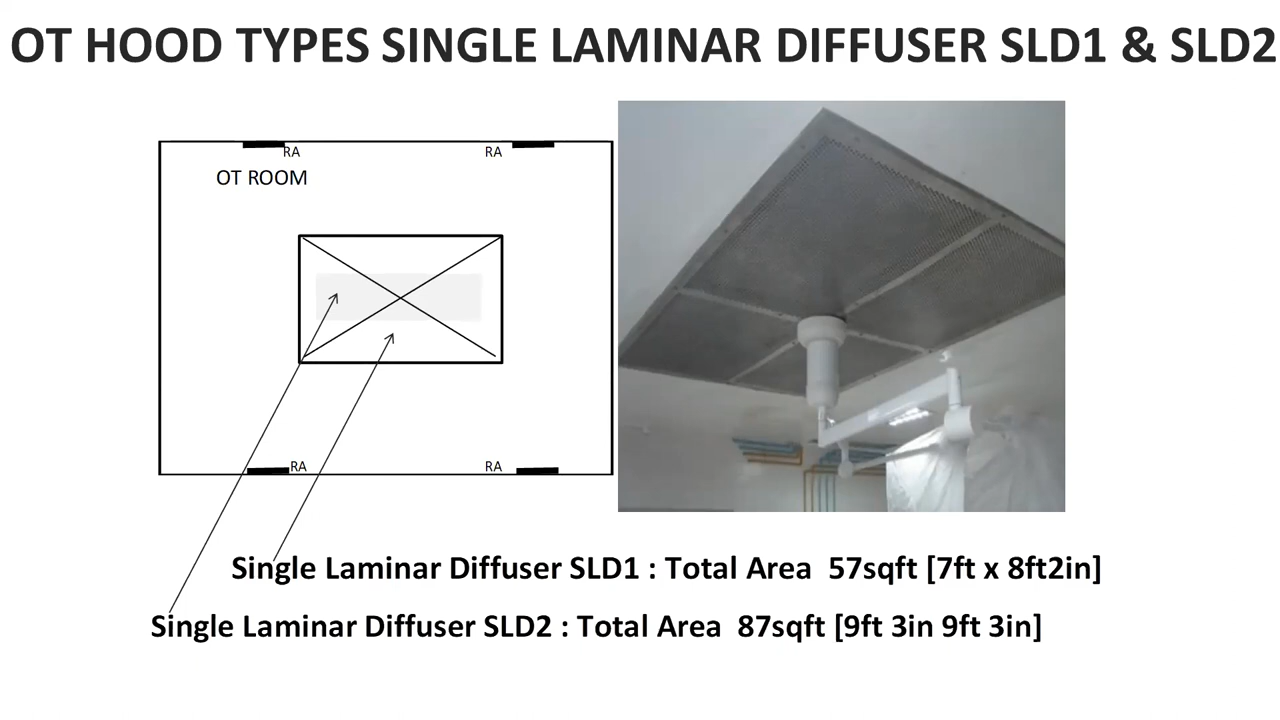 OT HOOD TYPES SINGLE LAMINAR DIFFUSER SLD1 & SLD2
RA
RA
OT ROOM
RA
RA
Single Laminar Diffuser SLD1 : Total Area 57sqft [7ft x 8ft2in]
Single Laminar Diffuser SLD2 : Total Area 87sqft [9ft 3in 9ft 3in]